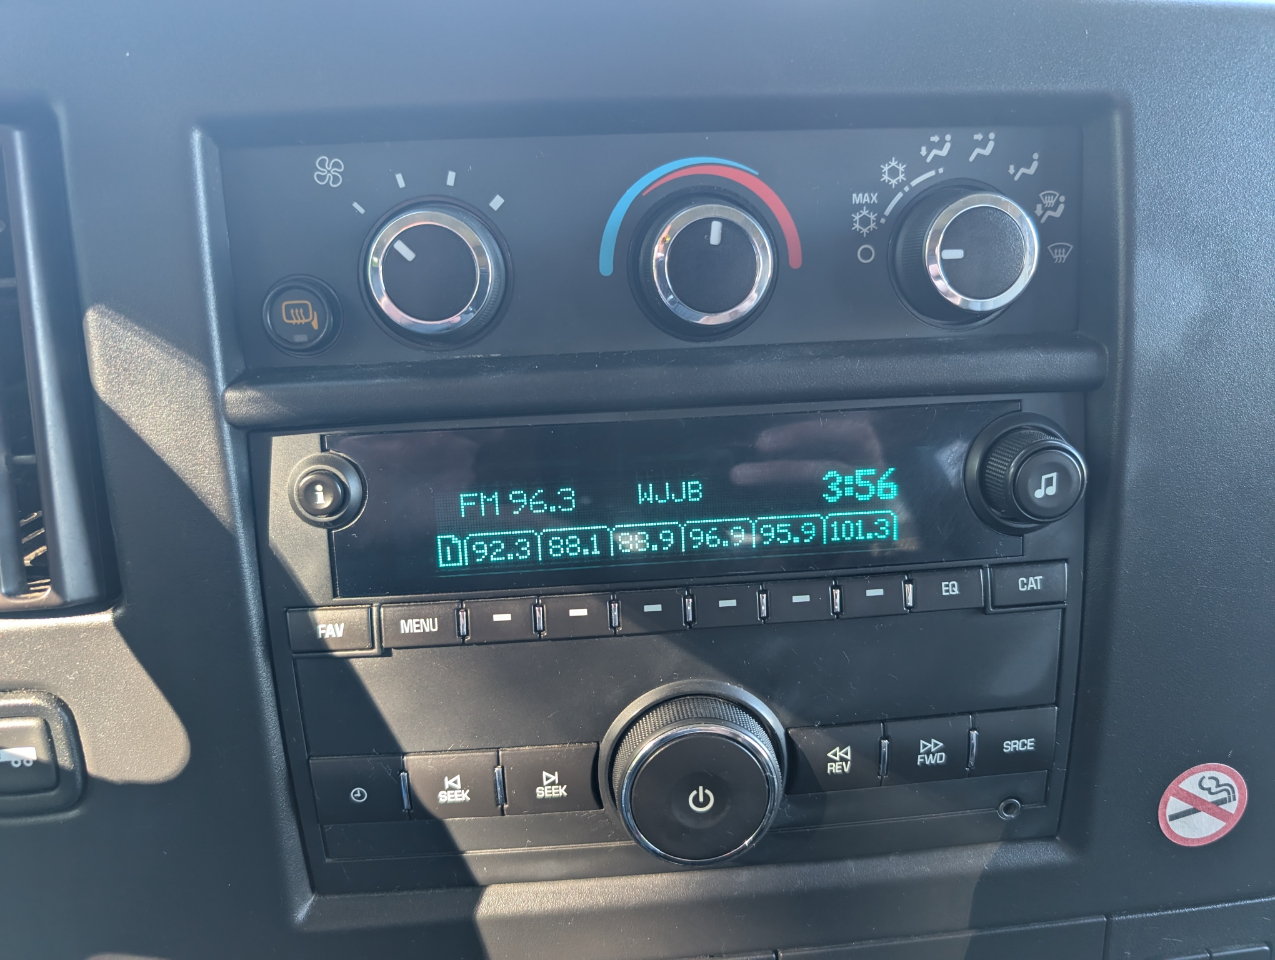 MAX
FM 96.3 WJJB 3:56
1 92.3 88.1 88.9 96.9 95.9 101.3
FAV MENU EQ CAT
SEEK SEEK REV FWD SRCE